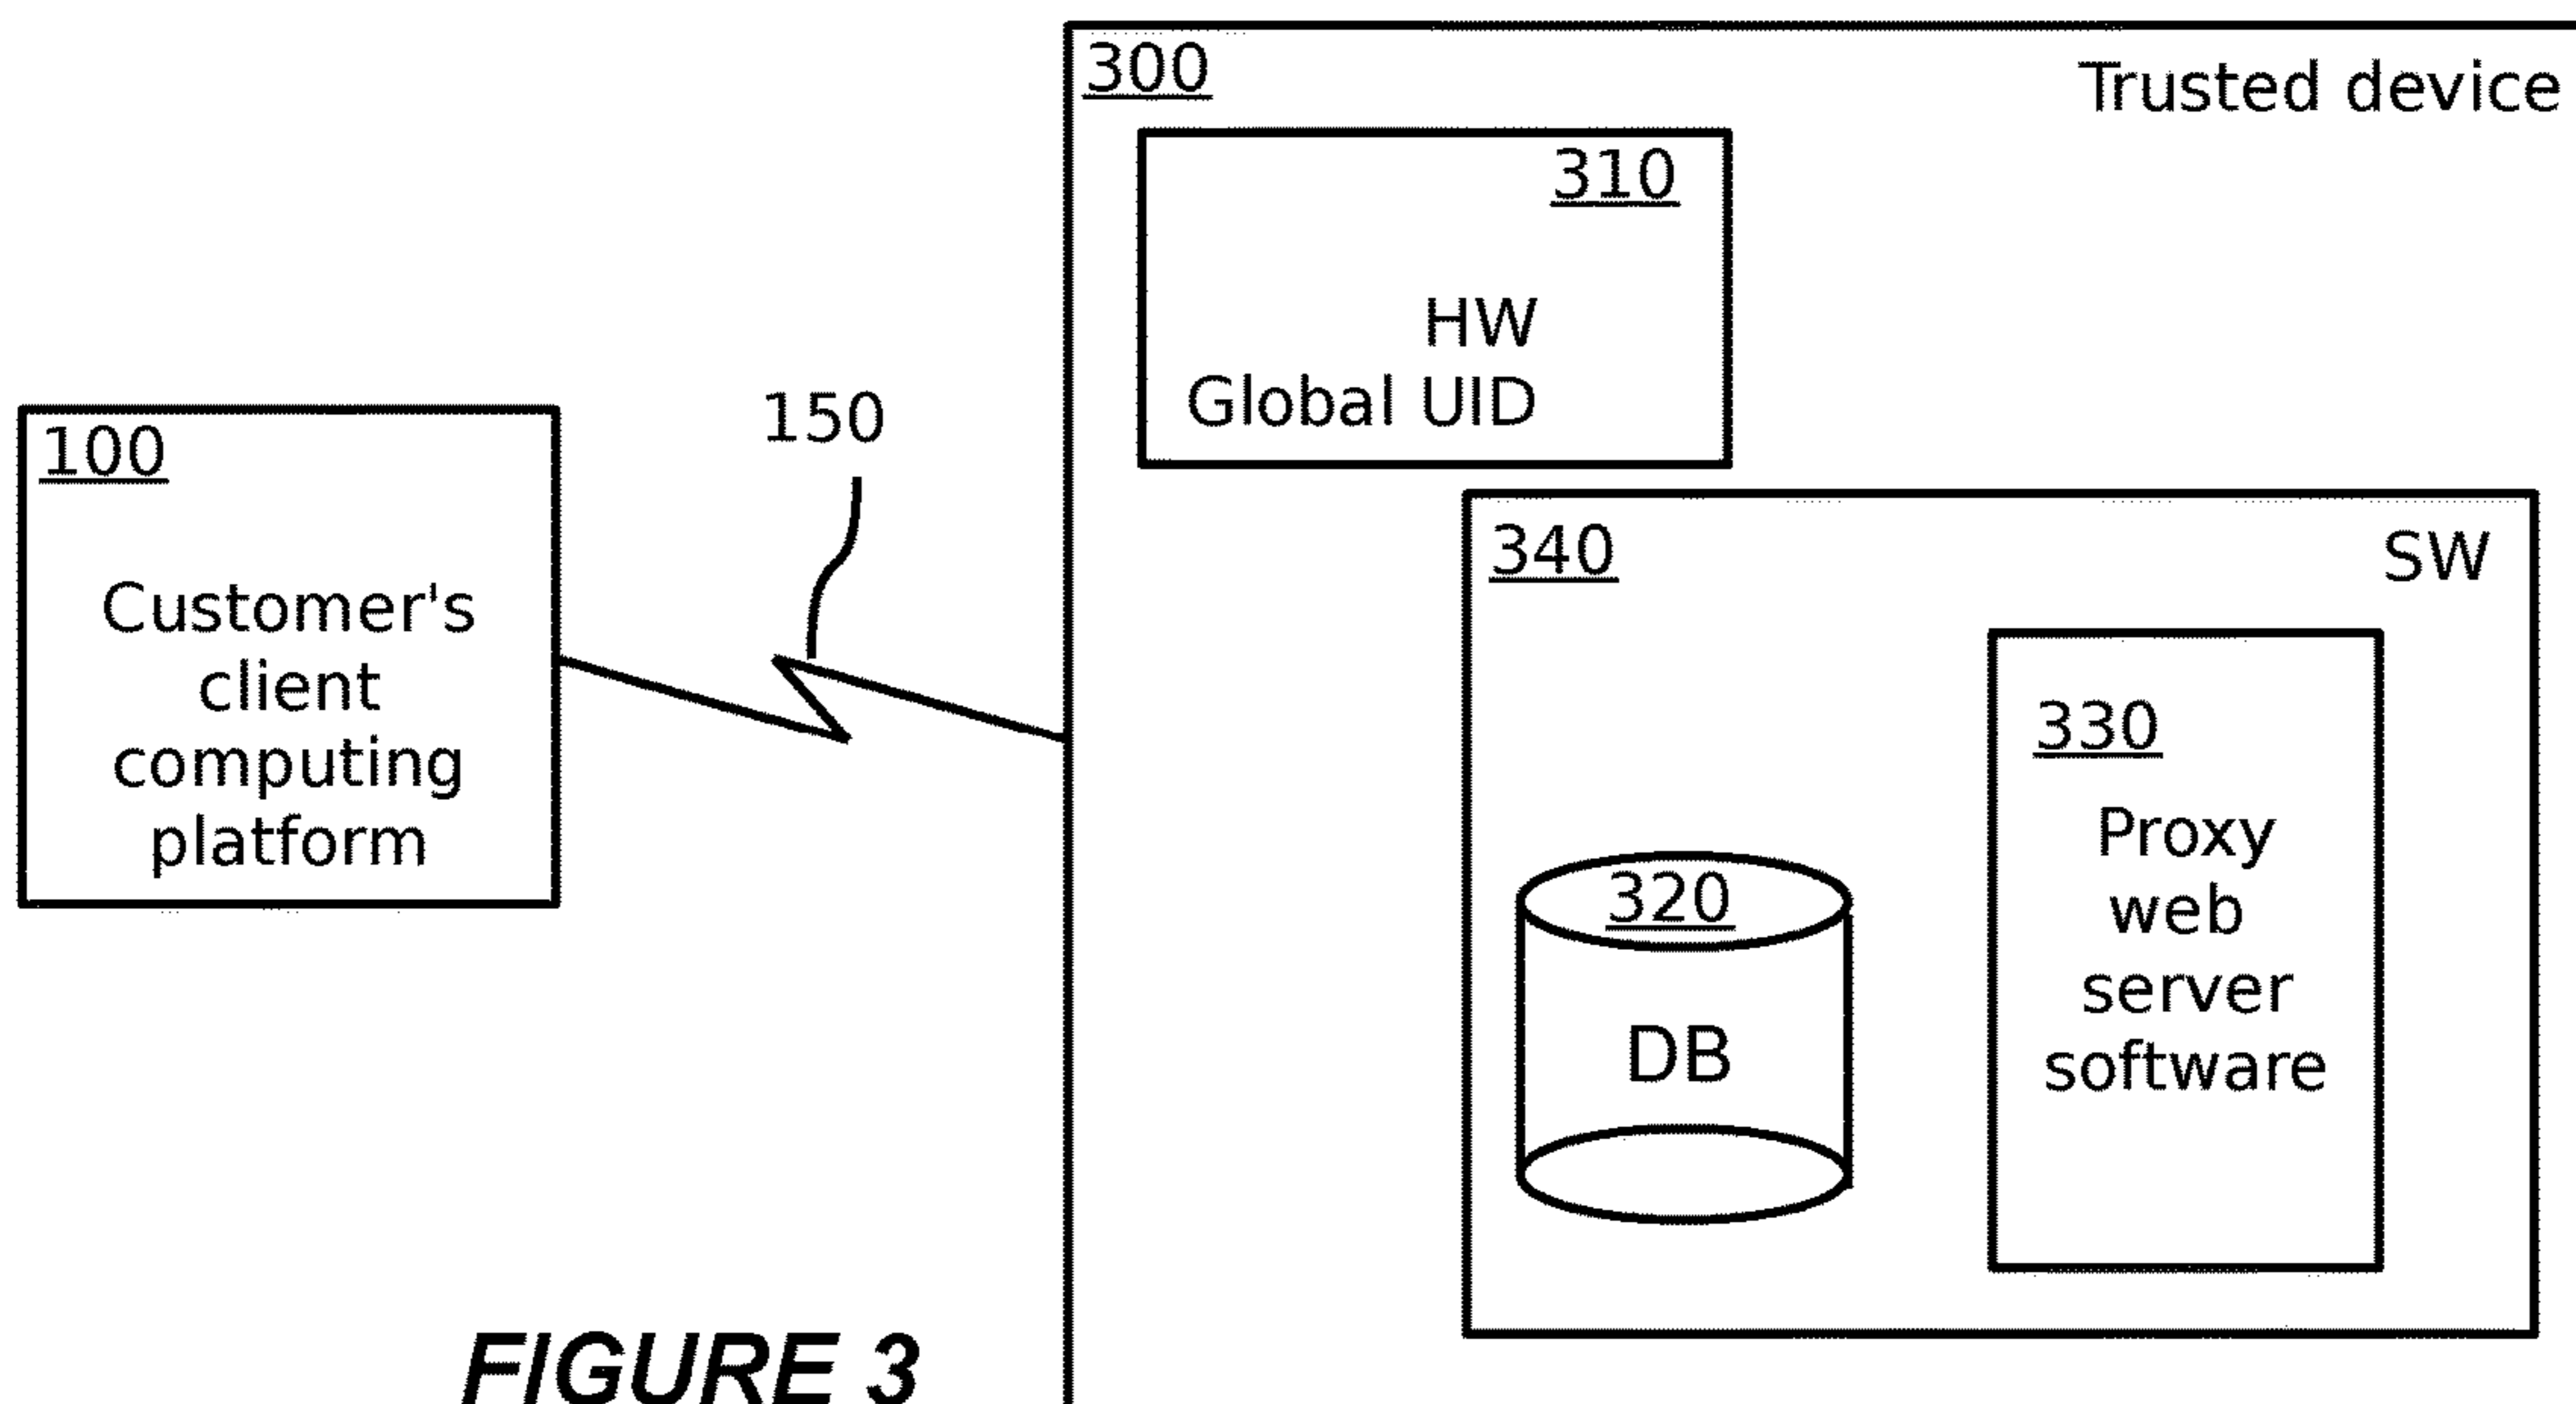 300
Trusted device
310
HW
Global UID
100
Customer's
client
computing
platform
150
340
SW
330
Proxy
web
server
software
320
DB
FIGURE 3